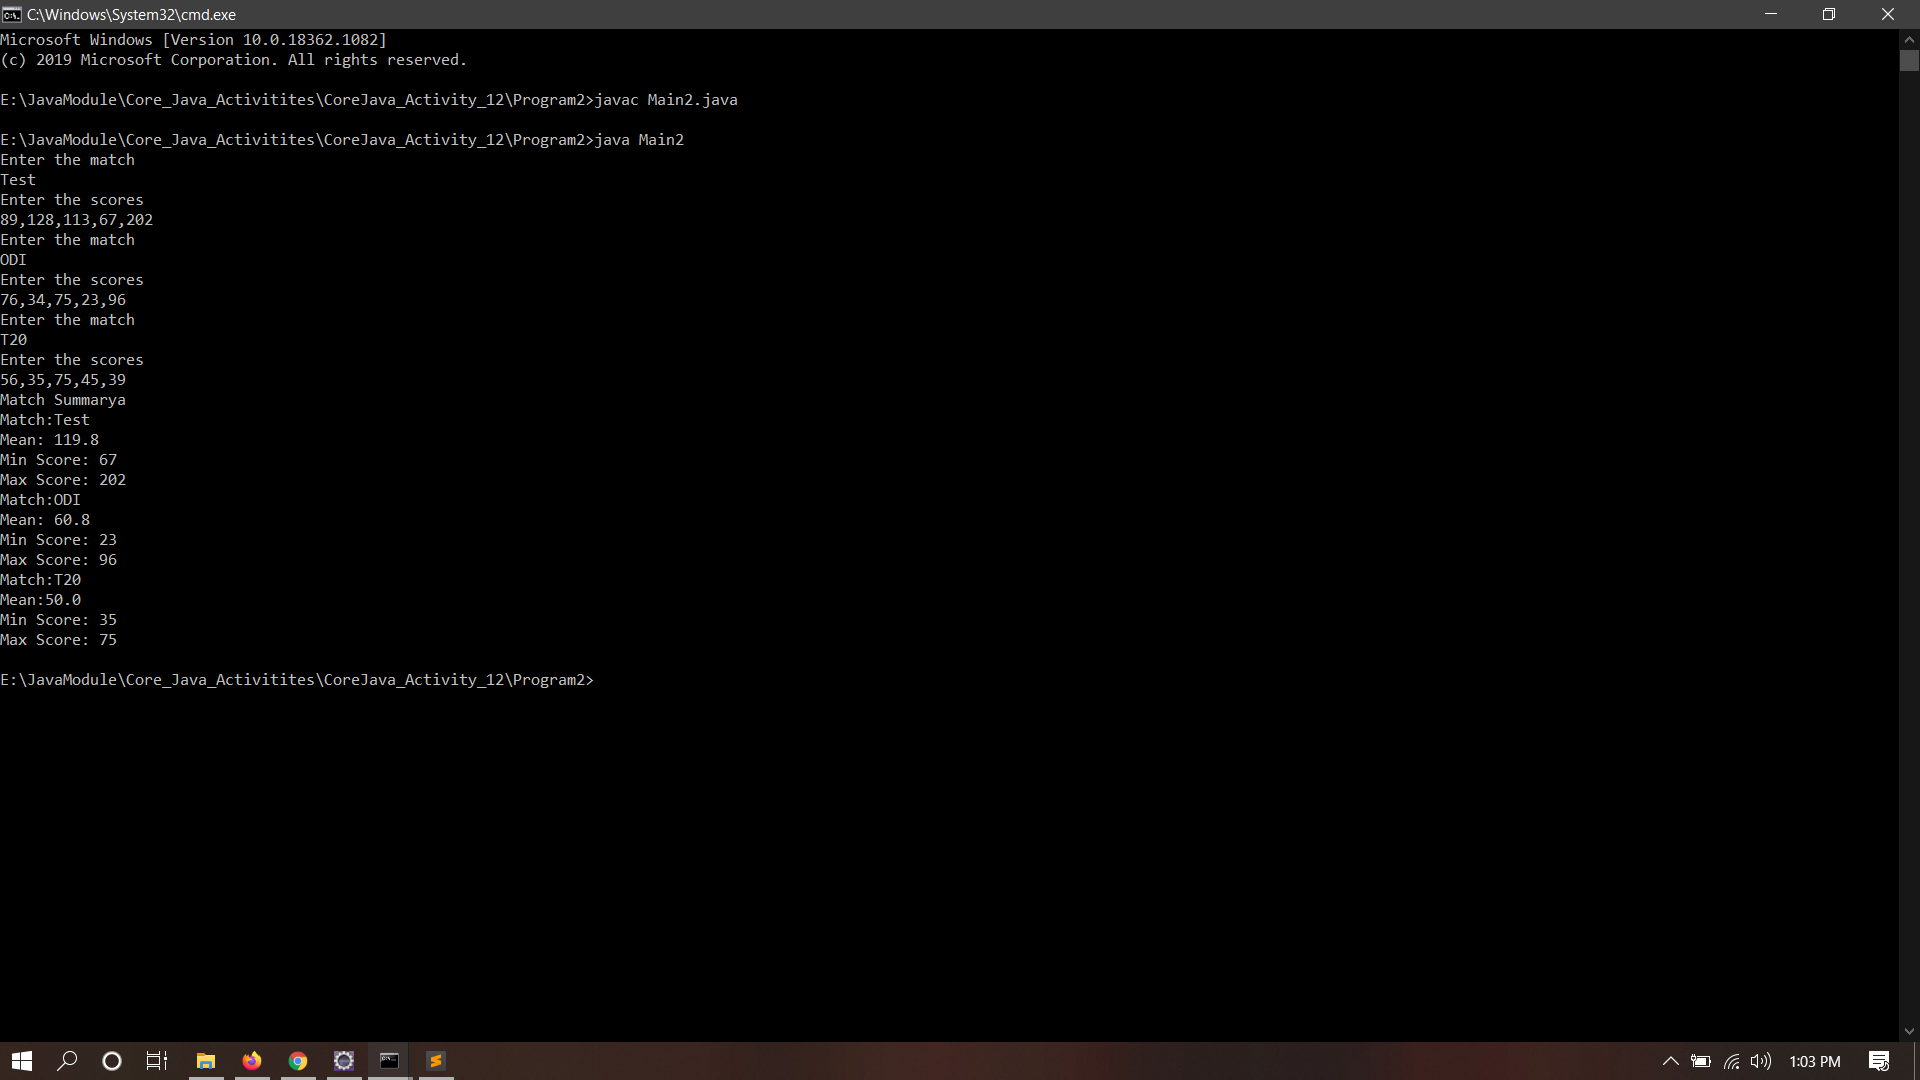 C:\Windows\System32\cmd.exe
Microsoft Windows [Version 10.0.18362.1082]
(c) 2019 Microsoft Corporation. All rights reserved.
E:\JavaModule\Core_Java_Activitites\CoreJava_Activity_12\Program2>javac Main2.java
E:\JavaModule\Core_Java_Activitites\CoreJava_Activity_12\Program2>java Main2
Enter the match
Test
Enter the scores
89,128,113,67,202
Enter the match
ODI
Enter the scores
76,34,75,23,96
Enter the match
T20
Enter the scores
56,35,75,45,39
Match Summarya
Match:Test
Mean: 119.8
Min Score: 67
Max Score: 202
Match:ODI
Mean: 60.8
Min Score: 23
Max Score: 96
Match:T20
Mean:50.0
Min Score: 35
Max Score: 75
E:\JavaModule\Core_Java_Activitites\CoreJava_Activity_12\Program2>
1:03 PM